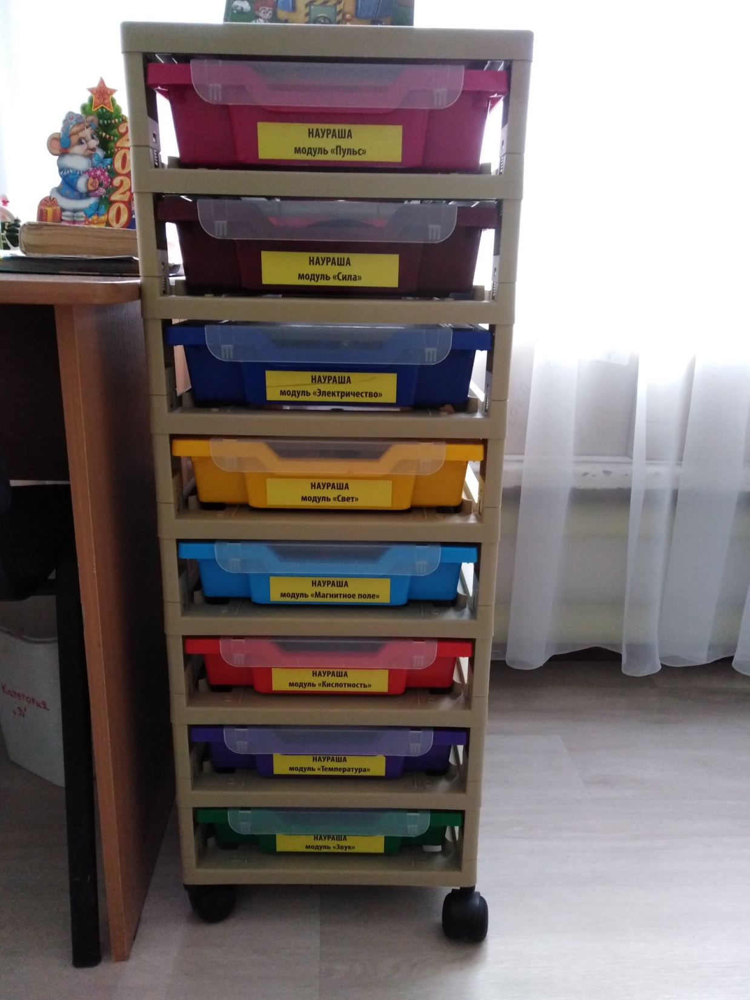 НАУРАША
модуль «Пульс»
2020
НАУРАША
модуль «Сила»
НАУРАША
модуль «Электричество»
НАУРАША
модуль «Свет»
НАУРАША
модуль «Магнитное поле»
НАУРАША
модуль «Кислотность»
Категория
"В"
НАУРАША
модуль «Температура»
НАУРАША
модуль «Звук»